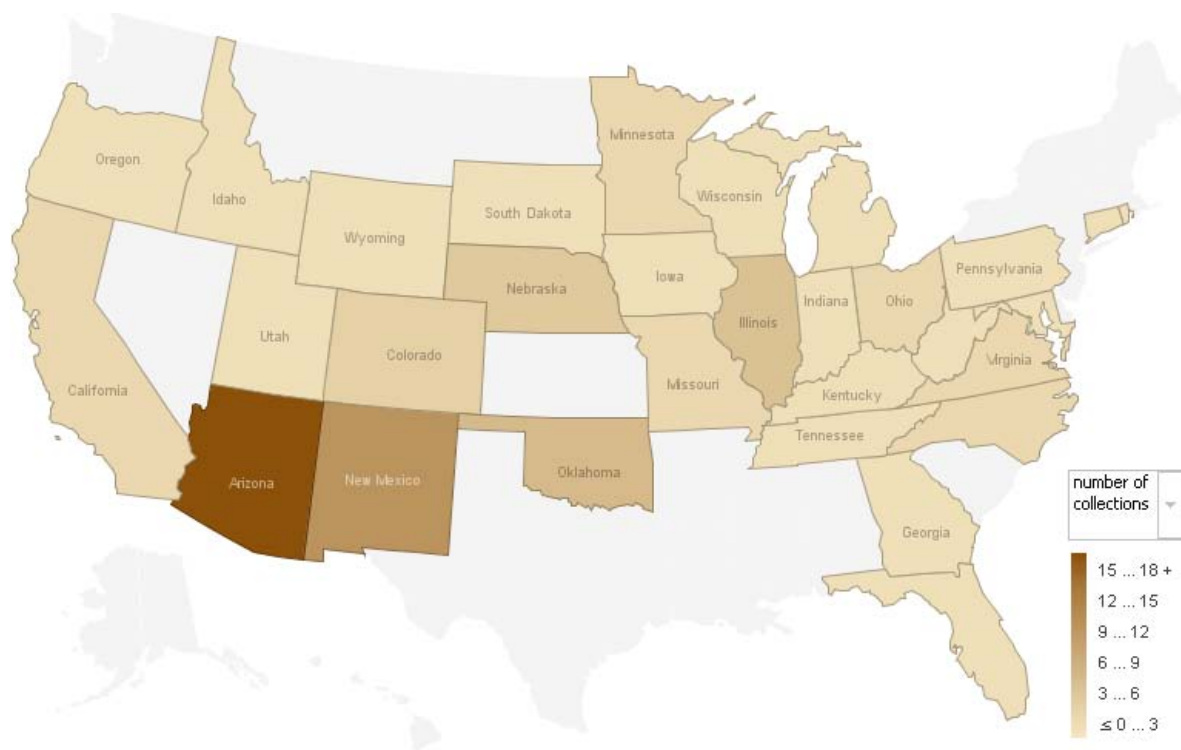 Minnesota
Oregon
Idaho
Wisconsin
South Dakota
Wyoming
Pennsylvania
Iowa
Nebraska
Indiana
Ohio
Illinois
Utah
Colorado
Virginia
California
Missouri
Kentucky
Tennessee
Oklahoma
Arizona
New Mexico
Georgia
number of
collections
15 ... 18 +
12 ... 15
9 ... 12
6 ... 9
3 ... 6
≤ 0 ... 3